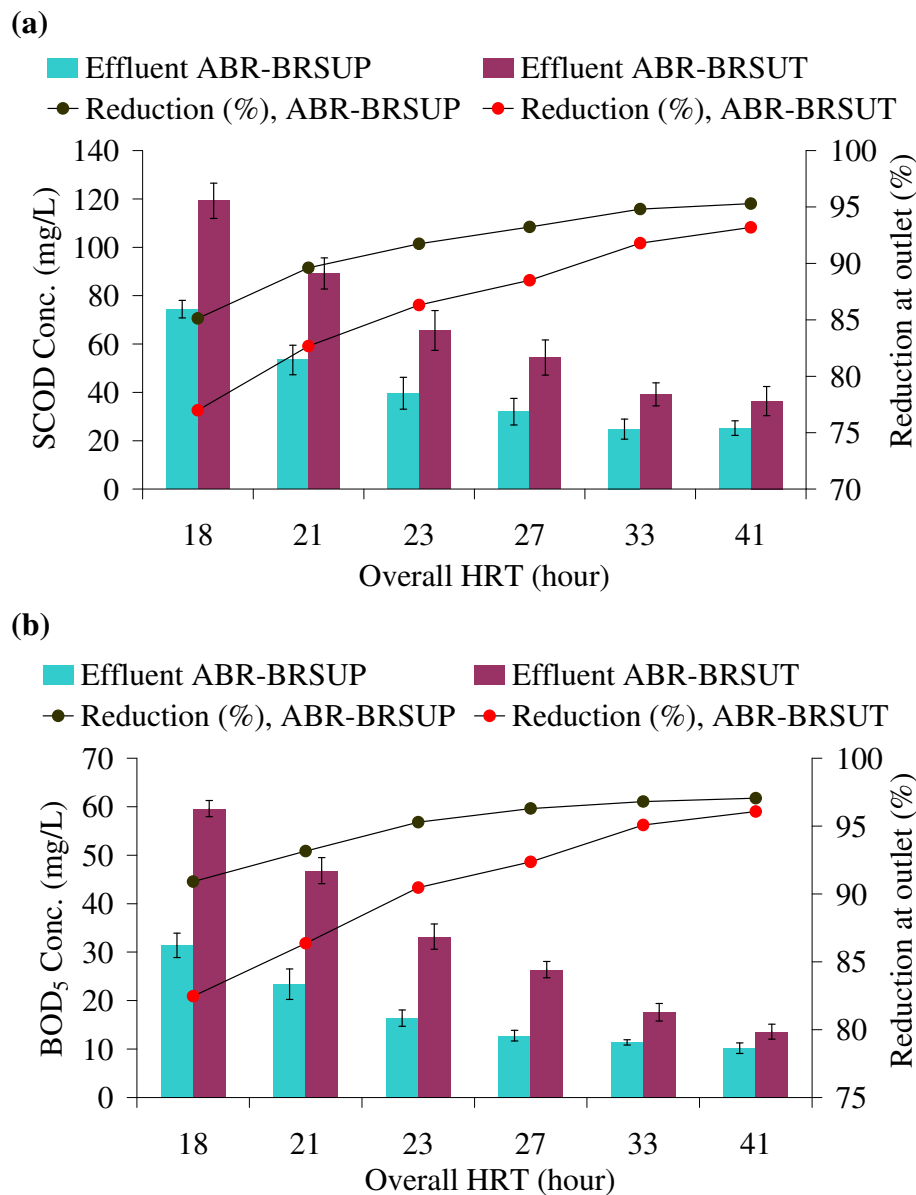 (a)
Effluent ABR-BRSUP Effluent ABR-BRSUT
Reduction (%), ABR-BRSUP Reduction (%), ABR-BRSUT
SCOD Conc. (mg/L)
140
120
100
80
60
40
20
0
100
95
90
85
80
75
70
Reduction at outlet (%)
18 21 23 27 33 41
Overall HRT (hour)
(b)
Effluent ABR-BRSUP Effluent ABR-BRSUT
Reduction (%), ABR-BRSUP Reduction (%), ABR-BRSUT
BOD₅ Conc. (mg/L)
70
60
50
40
30
20
10
0
100
95
90
85
80
75
Reduction at outlet (%)
18 21 23 27 33 41
Overall HRT (hour)